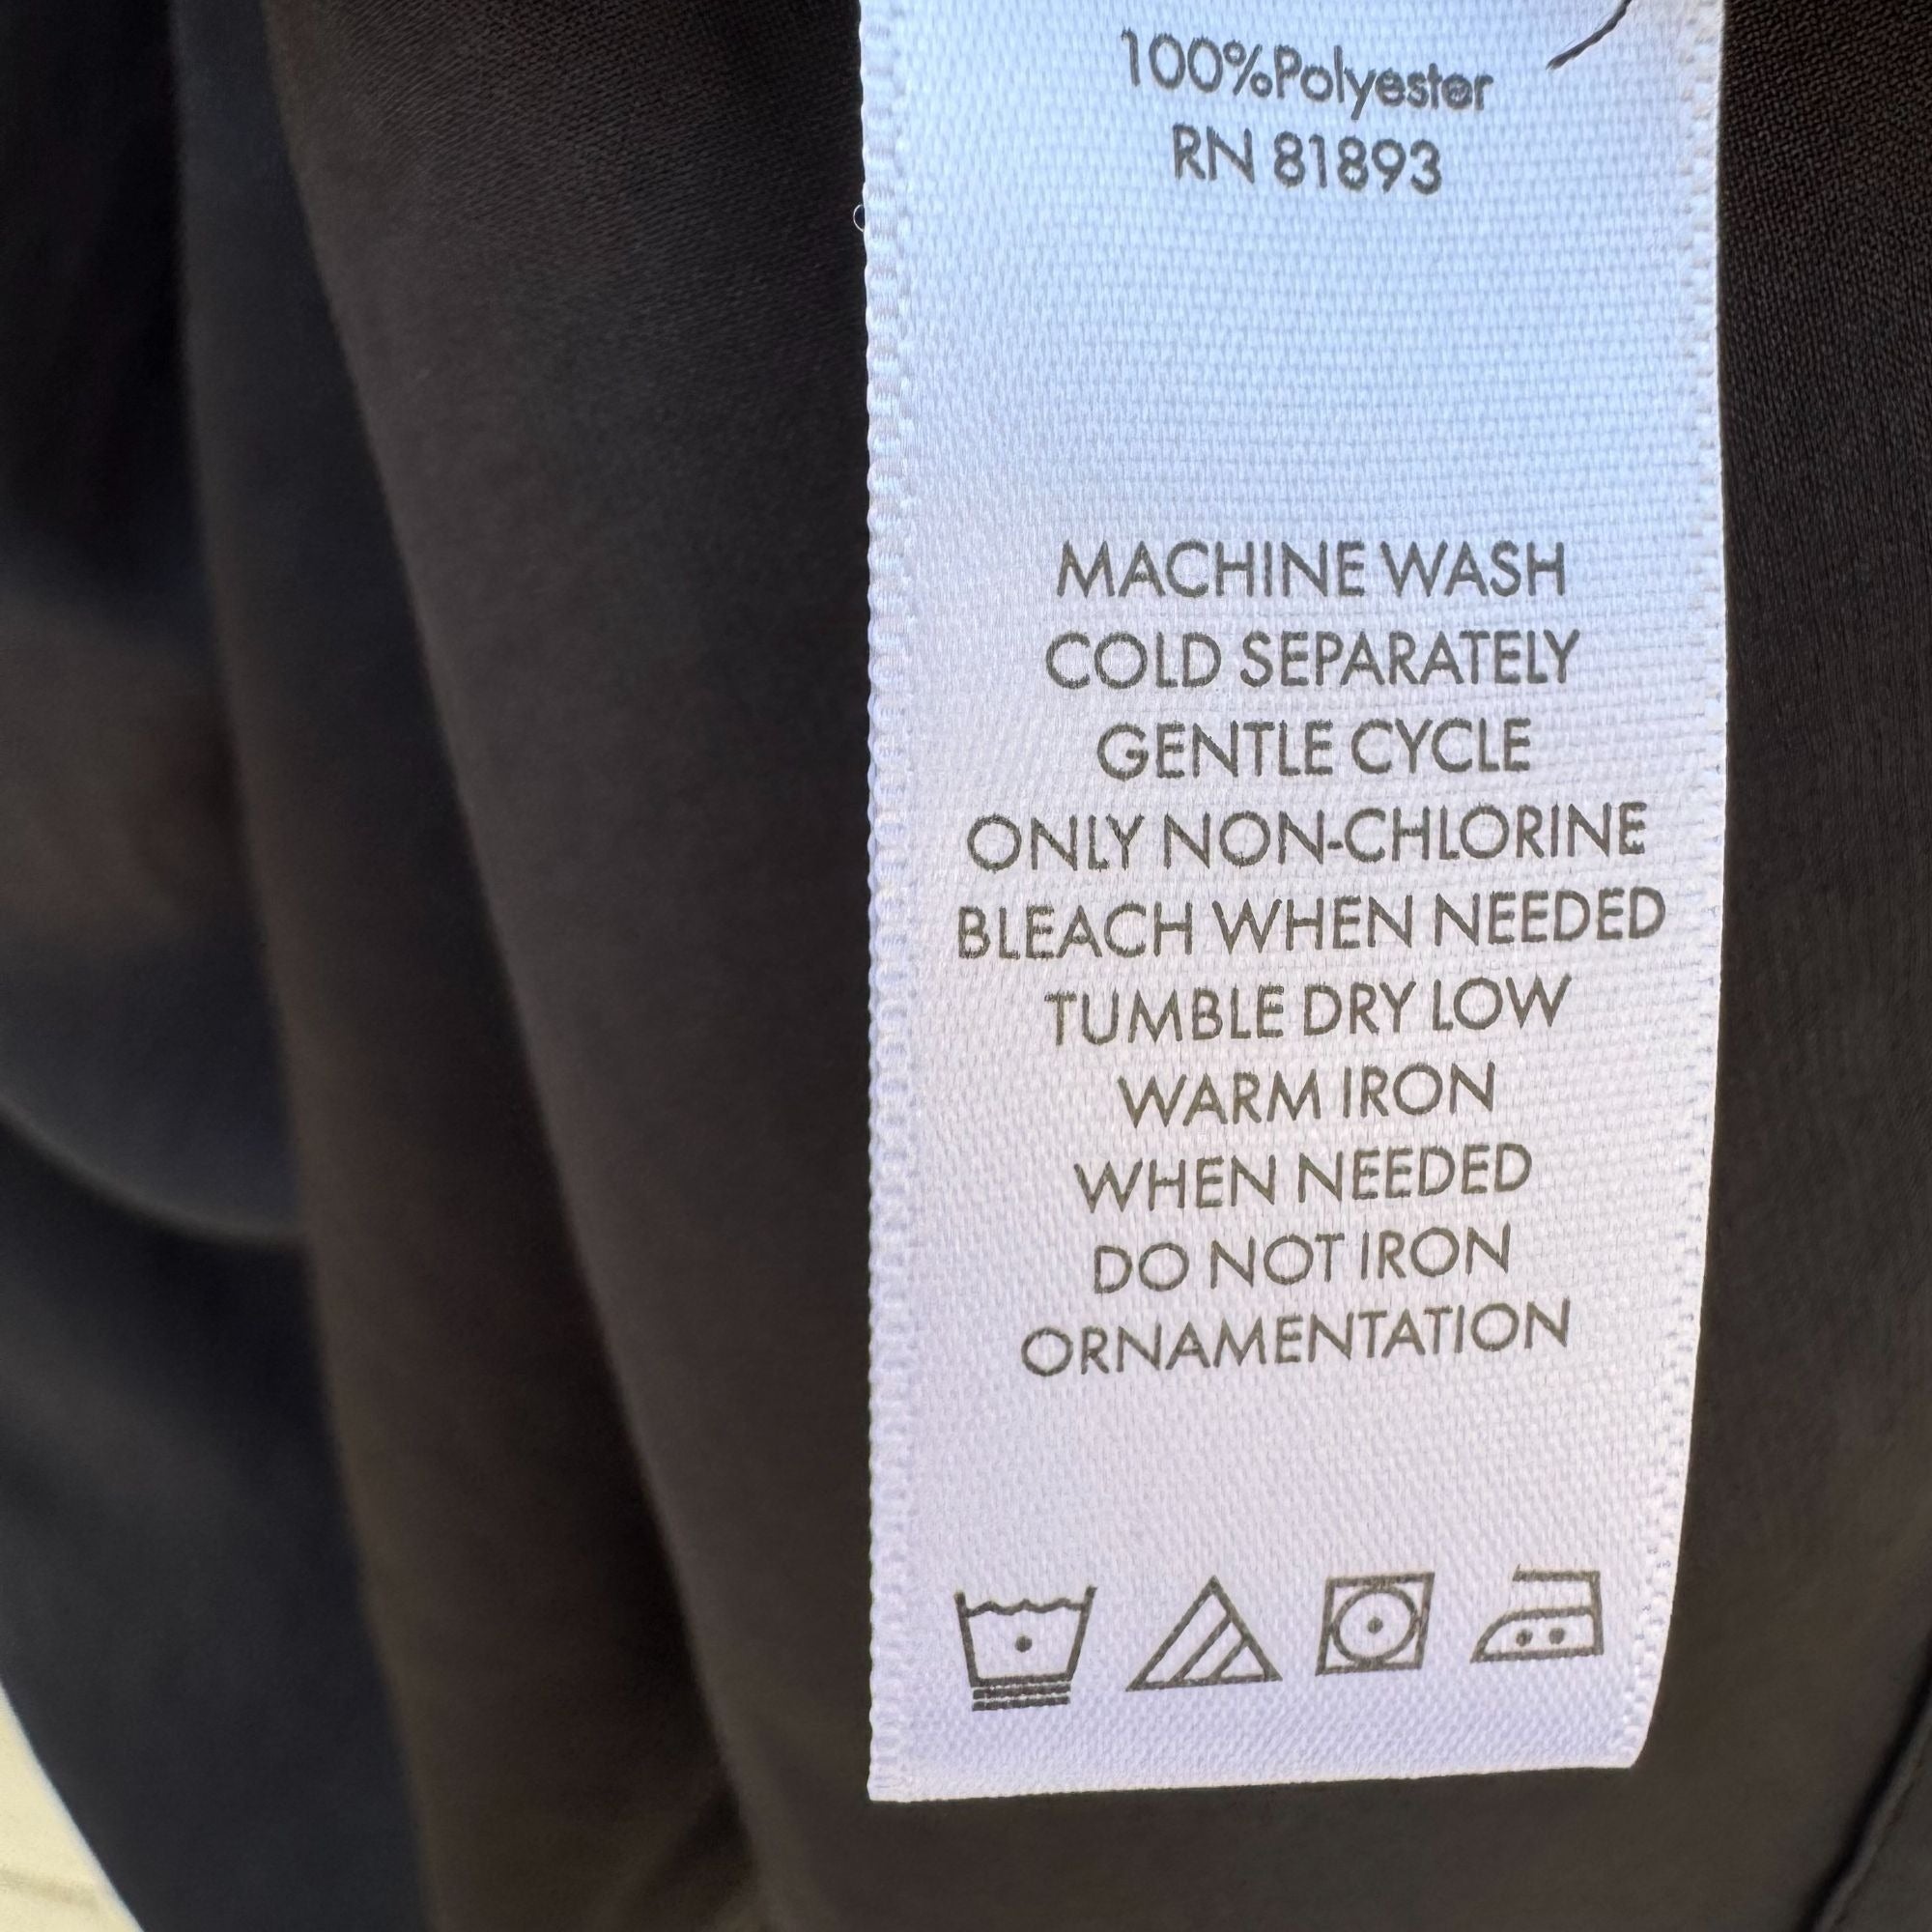 100%Polyester
RN 81893
MACHINE WASH
COLD SEPARATELY
GENTLE CYCLE
ONLY NON-CHLORINE
BLEACH WHEN NEEDED
TUMBLE DRY LOW
WARM IRON
WHEN NEEDED
DO NOT IRON
ORNAMENTATION